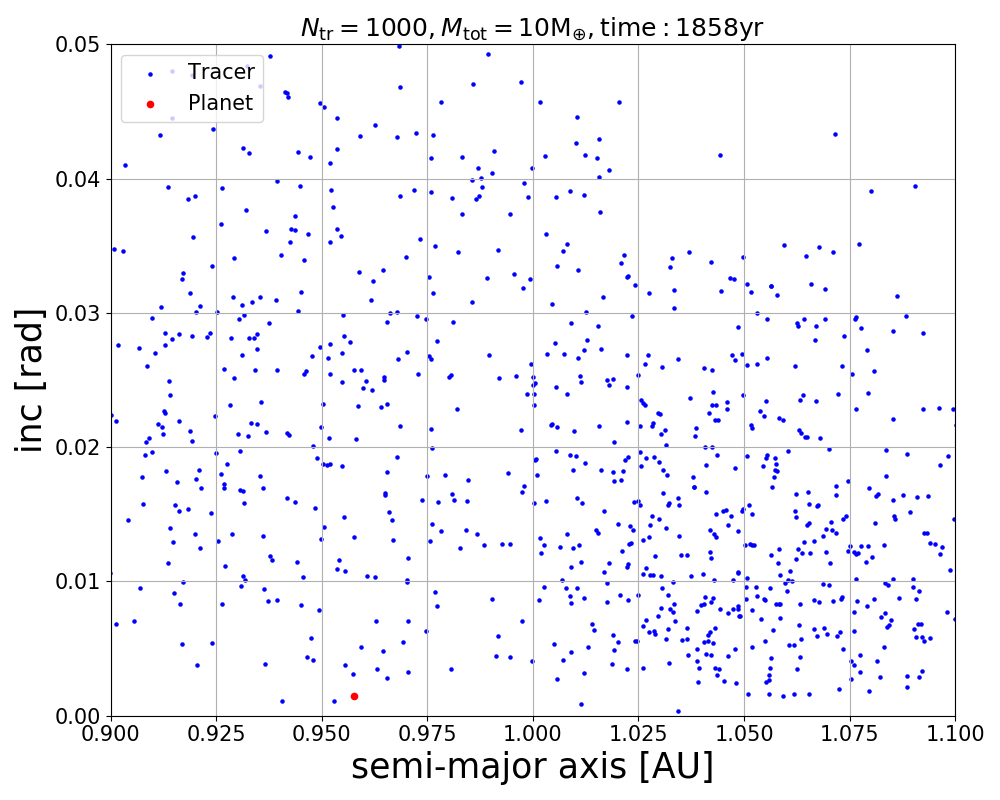 N_tr = 1000, M_tot = 10M_⊕, time : 1858yr
Tracer
Planet
inc [rad]
0.05
0.04
0.03
0.02
0.01
0.00
0.900 0.925 0.950 0.975 1.000 1.025 1.050 1.075 1.100
semi-major axis [AU]